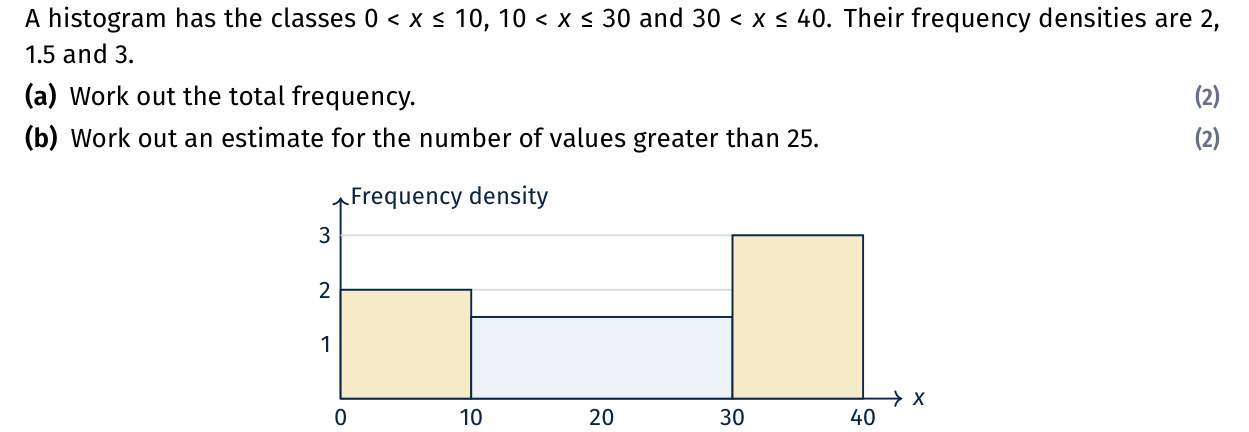 A histogram has the classes 0 < x ≤ 10, 10 < x ≤ 30 and 30 < x ≤ 40. Their frequency densities are 2,
1.5 and 3.
(a) Work out the total frequency. (2)
(b) Work out an estimate for the number of values greater than 25. (2)
Frequency density
3
2
1
x
0 10 20 30 40